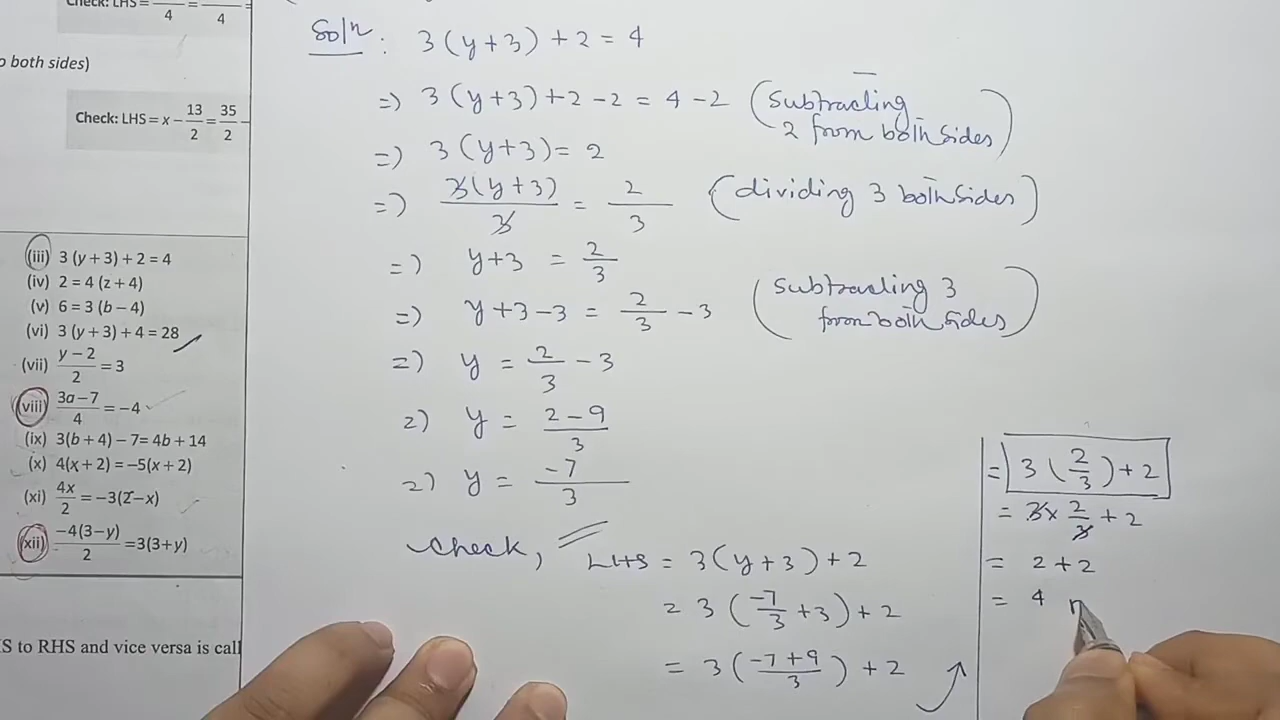 Check: LHS = — = — =
4 4
o both sides)
Check: LHS = x − 13/2 = 35/2 −
(iii) 3 (y + 3) + 2 = 4
(iv) 2 = 4 (z + 4)
(v) 6 = 3 (b − 4)
(vi) 3 (y + 3) + 4 = 28
(vii) (y − 2)/2 = 3
(viii) (3a − 7)/4 = −4
(ix) 3(b + 4) − 7 = 4b + 14
(x) 4(x + 2) = −5(x + 2)
(xi) 4x/2 = −3(2 − x)
(xii) −4(3 − y)/2 = 3(3 + y)
S to RHS and vice versa is call
Soln : 3 (y + 3) + 2 = 4
=) 3 (y + 3) + 2 − 2 = 4 − 2 (subtracting
2 from both sides)
=) 3 (y + 3) = 2
=) 3(y + 3)/3 = 2/3 (dividing 3 both sides)
=) y + 3 = 2/3
=) y + 3 − 3 = 2/3 − 3 (subtracting 3
from both sides)
=) y = 2/3 − 3
=) y = (2 − 9)/3
=) y = −7/3
Check, LHS = 3(y + 3) + 2
= 3 (−7/3 + 3) + 2
= 3 (−7 + 9/3) + 2
= 3 (2/3) + 2
= 3 x 2/3 + 2
= 2 + 2
= 4